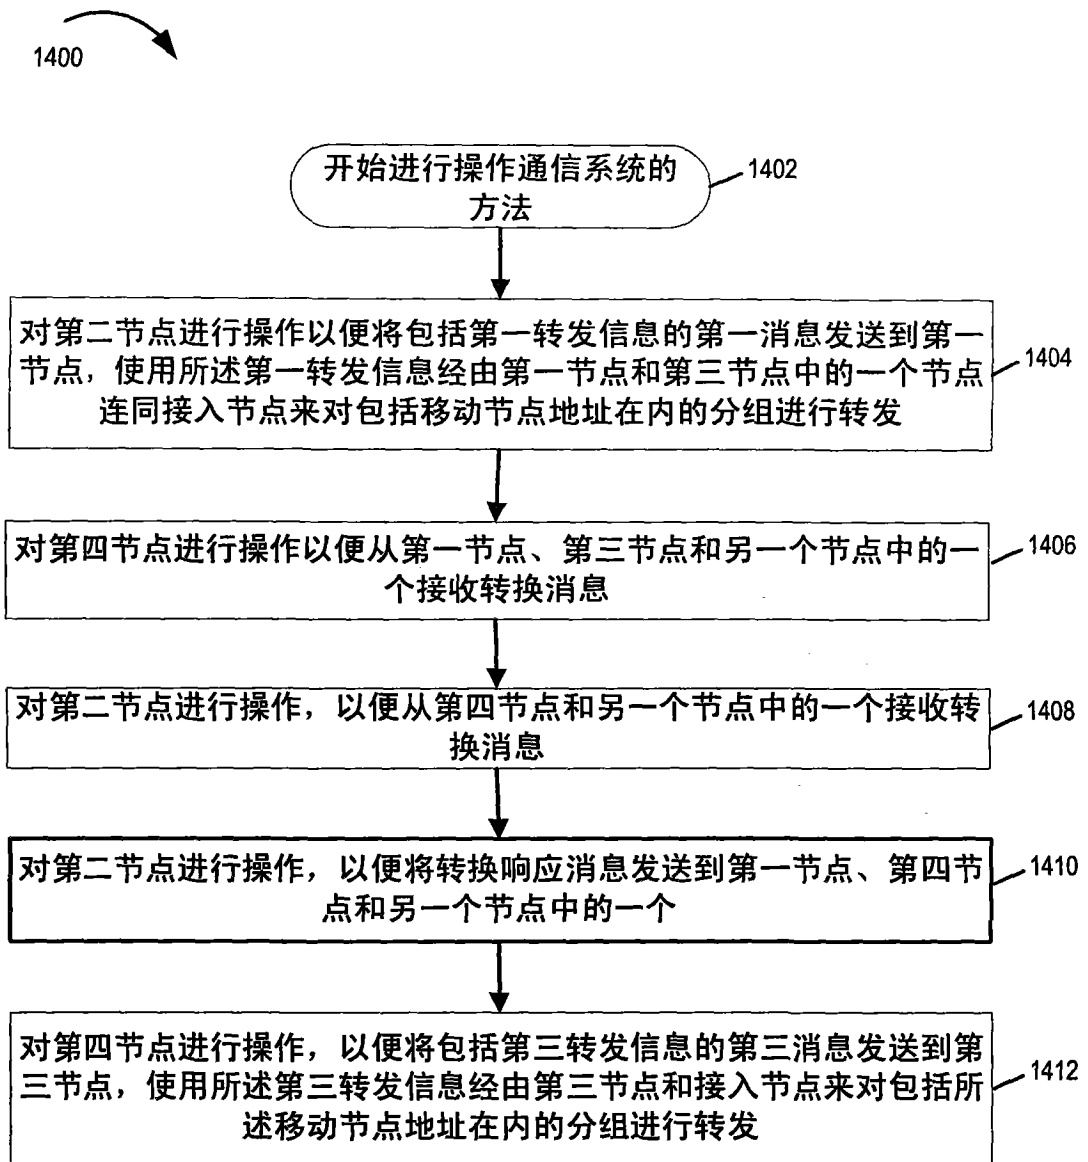 1400
开始进行操作通信系统的
方法
1402
对第二节点进行操作以便将包括第一转发信息的第一消息发送到第一
节点，使用所述第一转发信息经由第一节点和第三节点中的一个节点
连同接入节点来对包括移动节点地址在内的分组进行转发
1404
对第四节点进行操作以便从第一节点、第三节点和另一个节点中的一
个接收转换消息
1406
对第二节点进行操作，以便从第四节点和另一个节点中的一个接收转
换消息
1408
对第二节点进行操作，以便将转换响应消息发送到第一节点、第四节
点和另一个节点中的一个
1410
对第四节点进行操作，以便将包括第三转发信息的第三消息发送到第
三节点，使用所述第三转发信息经由第三节点和接入节点来对包括所
述移动节点地址在内的分组进行转发
1412